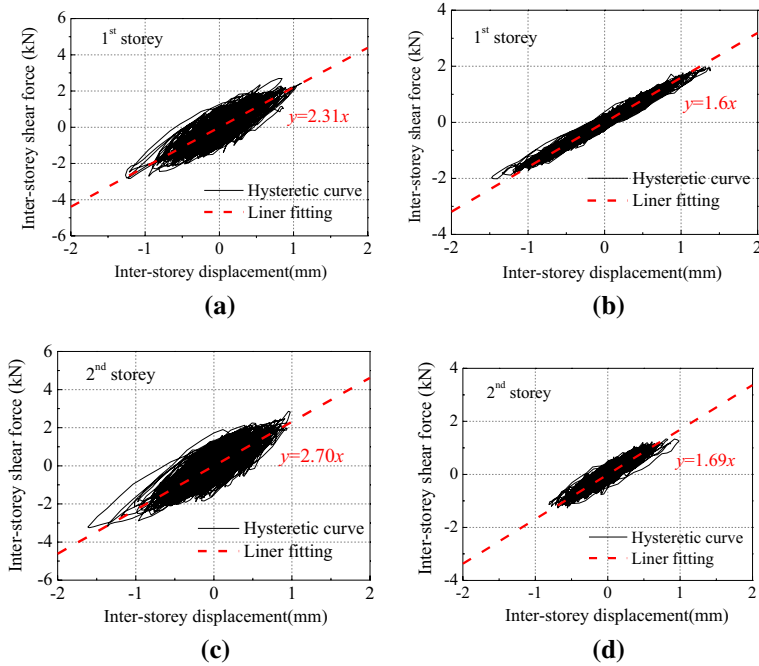 6
4
2
0
-2
-4
-6
-2
-1
0
1
2
Inter-storey shear force (kN)
Inter-storey displacement(mm)
1st storey
y=2.31x
Hysteretic curve
Liner fitting
(a)
4
2
0
-2
-4
-2
-1
0
1
2
Inter-storey shear force (kN)
Inter-storey displacement(mm)
1st storey
y=1.6x
Hysteretic curve
Liner fitting
(b)
6
4
2
0
-2
-4
-6
-2
-1
0
1
2
Inter-storey shear force (kN)
Inter-storey displacement(mm)
2nd storey
y=2.70x
Hysteretic curve
Liner fitting
(c)
4
2
0
-2
-4
-2
-1
0
1
2
Inter-storey shear force (kN)
Inter-storey displacement(mm)
2nd storey
y=1.69x
Hysteretic curve
Liner fitting
(d)